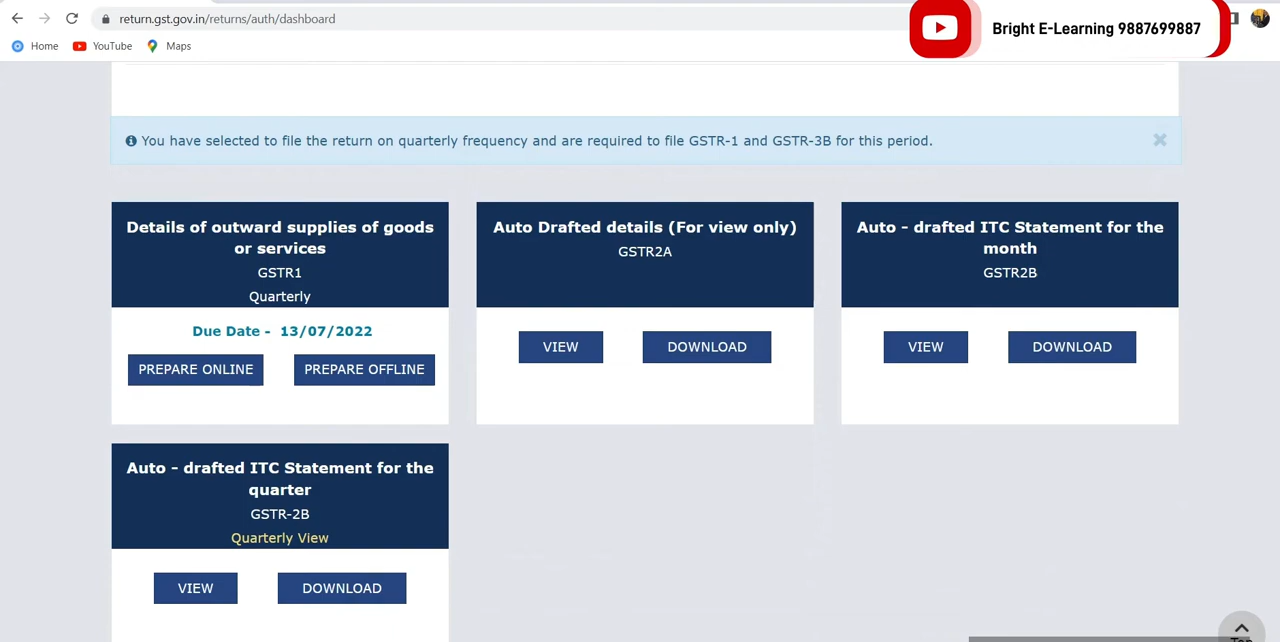 return.gst.gov.in/returns/auth/dashboard
Bright E-Learning 9887699887
Home
YouTube
Maps
You have selected to file the return on quarterly frequency and are required to file GSTR-1 and GSTR-3B for this period.
Details of outward supplies of goods
or services
GSTR1
Quarterly
Due Date - 13/07/2022
PREPARE ONLINE
PREPARE OFFLINE
Auto Drafted details (For view only)
GSTR2A
VIEW
DOWNLOAD
Auto - drafted ITC Statement for the
month
GSTR2B
VIEW
DOWNLOAD
Auto - drafted ITC Statement for the
quarter
GSTR-2B
Quarterly View
VIEW
DOWNLOAD
Top